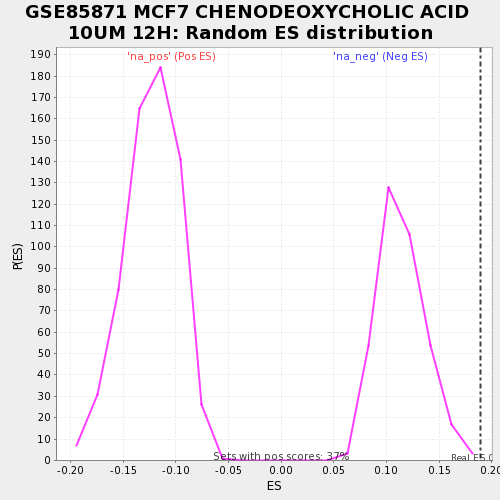 GSE85871 MCF7 CHENODEOXYCHOLIC ACID
10UM 12H: Random ES distribution
'na_pos' (Pos ES) 'na_neg' (Neg ES)
P(ES)
190
180
170
160
150
140
130
120
110
100
90
80
70
60
50
40
30
20
10
0
Sets with pos scores: 37%
Real ES 0
-0.20 -0.15 -0.10 -0.05 0.00 0.05 0.10 0.15 0.20
ES